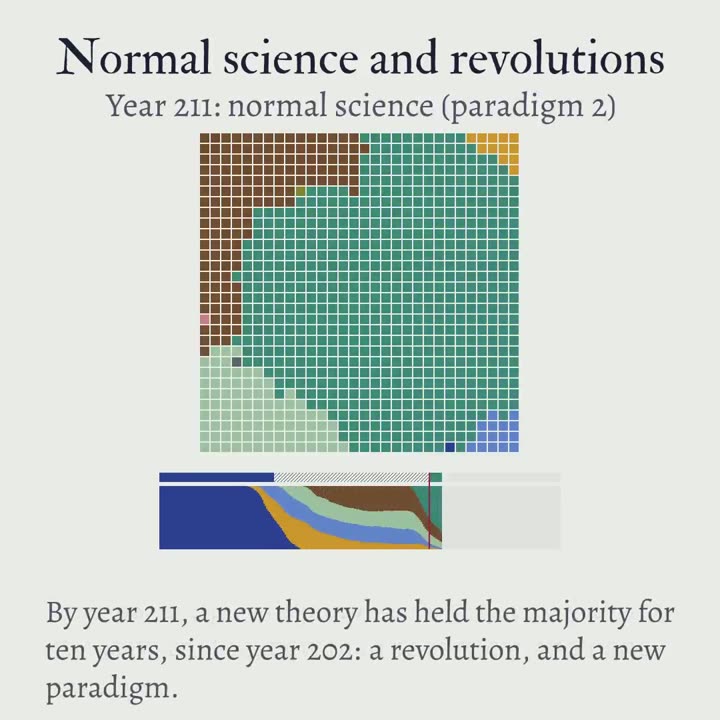 Normal science and revolutions
Year 211: normal science (paradigm 2)
By year 211, a new theory has held the majority for
ten years, since year 202: a revolution, and a new
paradigm.